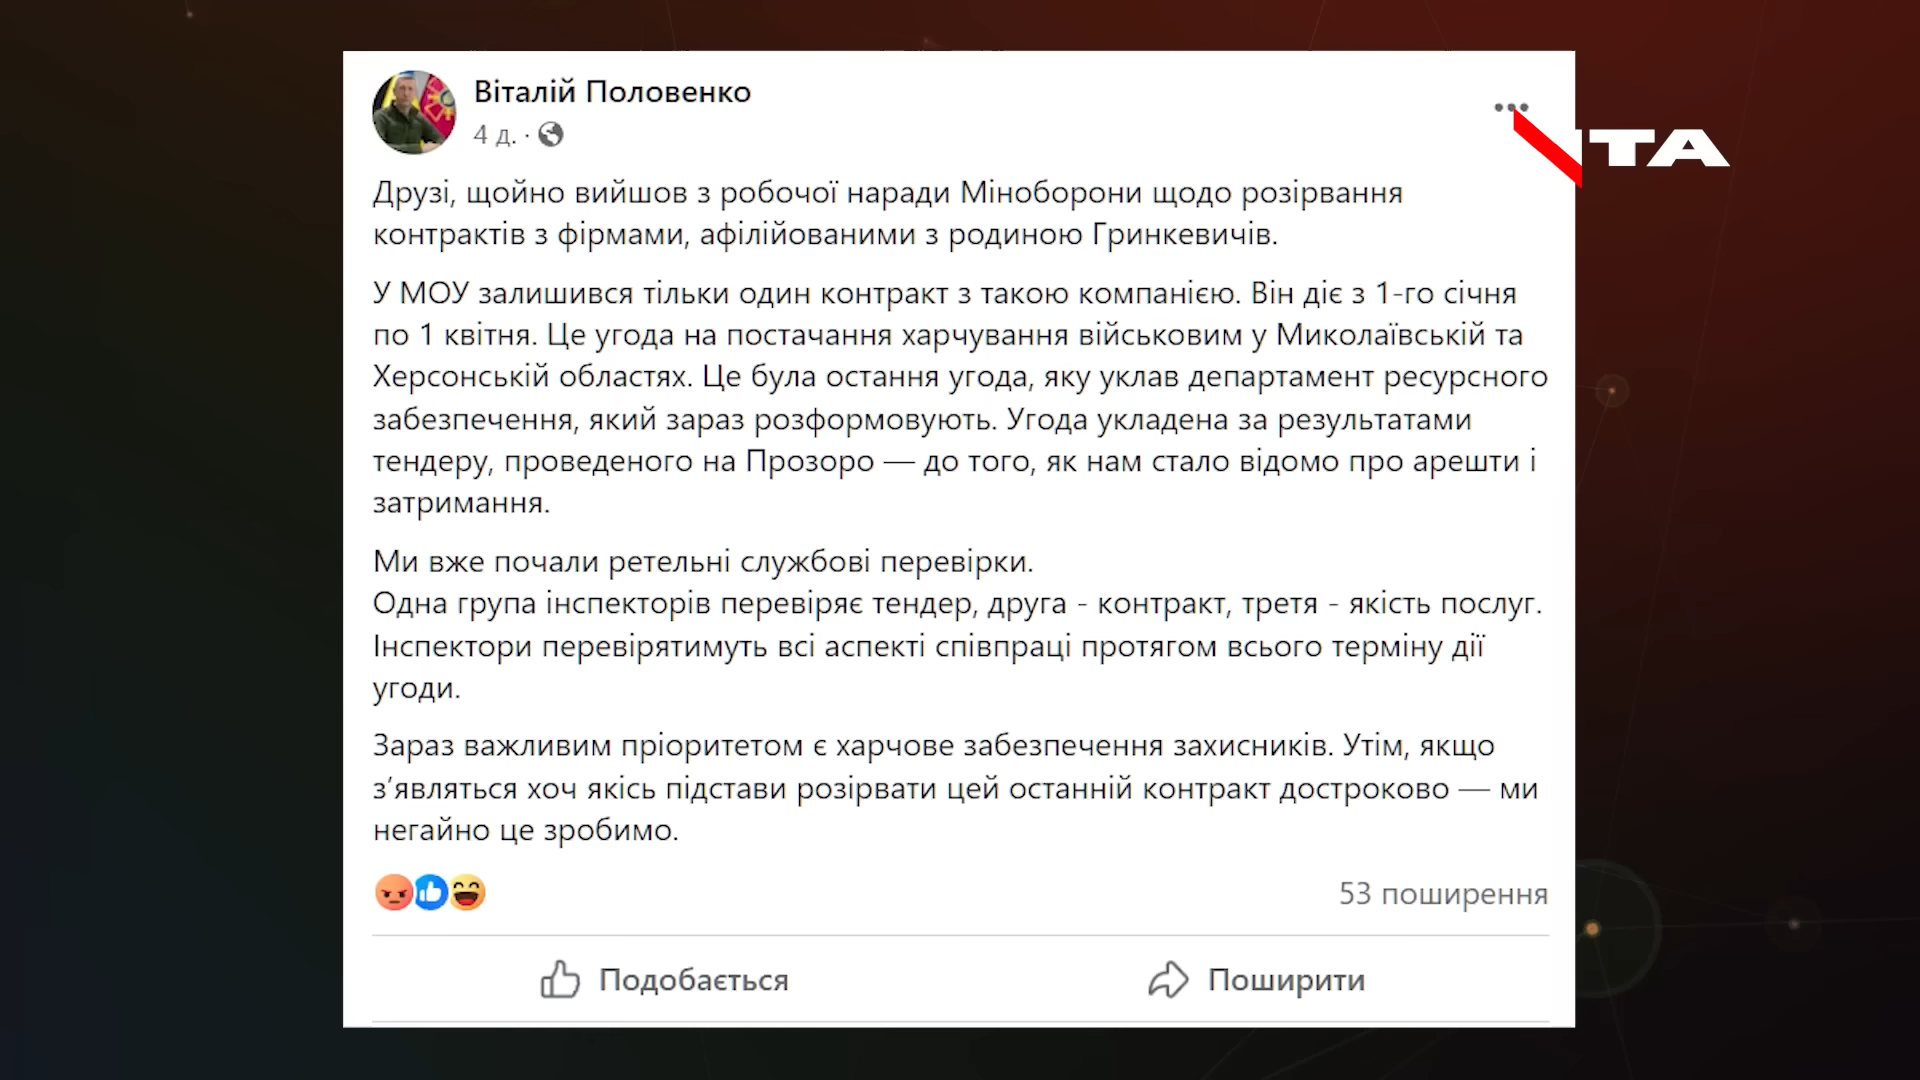 Віталій Половенко
4 д. ·
NTA
Друзі, щойно вийшов з робочої наради Міноборони щодо розірвання
контрактів з фірмами, афілійованими з родиною Гринкевичів.
У МОУ залишився тільки один контракт з такою компанією. Він діє з 1-го січня
по 1 квітня. Це угода на постачання харчування військовим у Миколаївській та
Херсонській областях. Це була остання угода, яку уклав департамент ресурсного
забезпечення, який зараз розформовують. Угода укладена за результатами
тендеру, проведеного на Прозоро — до того, як нам стало відомо про арешти і
затримання.
Ми вже почали ретельні службові перевірки.
Одна група інспекторів перевіряє тендер, друга - контракт, третя - якість послуг.
Інспектори перевірятимуть всі аспекті співпраці протягом всього терміну дії
угоди.
Зараз важливим пріоритетом є харчове забезпечення захисників. Утім, якщо
з’являться хоч якісь підстави розірвати цей останній контракт достроково — ми
негайно це зробимо.
53 поширення
Подобається
Поширити